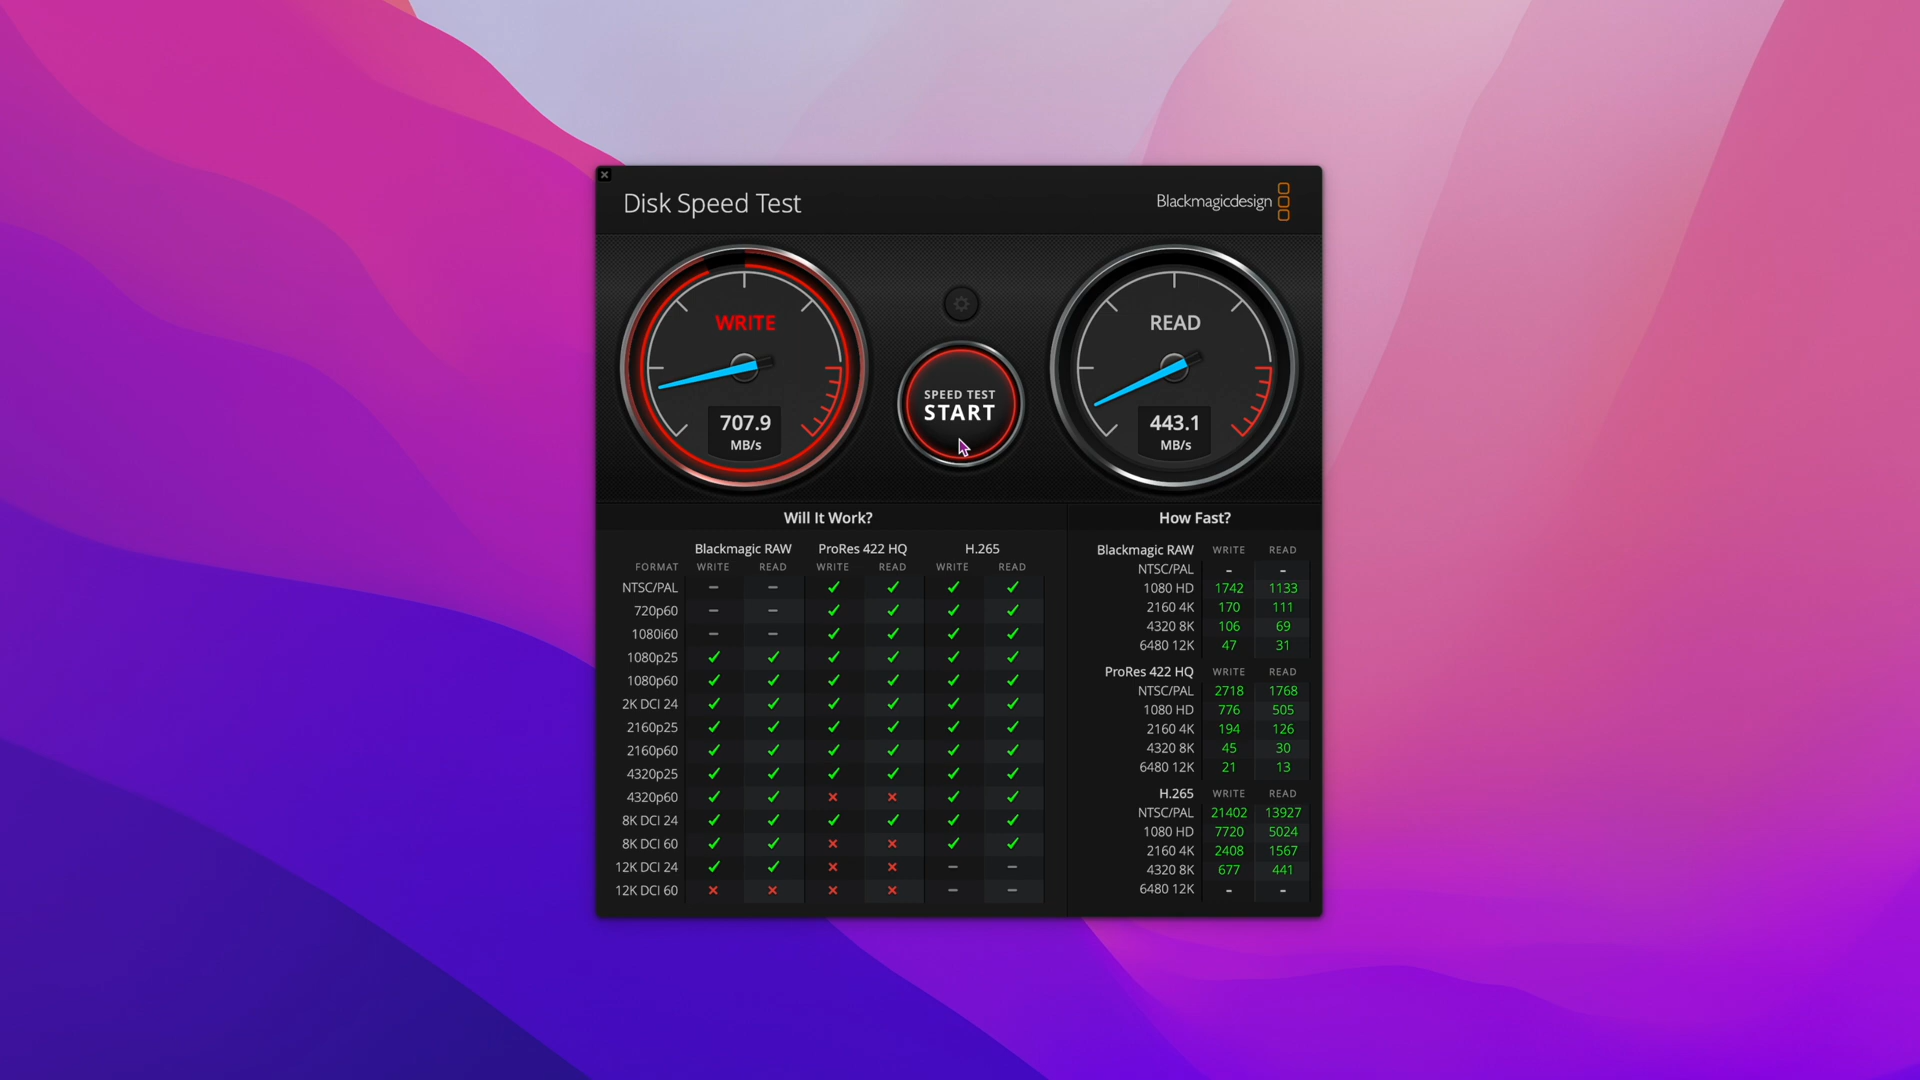 Disk Speed Test
Blackmagicdesign
WRITE
707.9
MB/s
SPEED TEST
START
READ
443.1
MB/s
Will It Work?
Blackmagic RAW ProRes 422 HQ H.265
FORMAT WRITE READ WRITE READ WRITE READ
NTSC/PAL – – ✓ ✓ ✓ ✓
720p60 – – ✓ ✓ ✓ ✓
1080i60 – – ✓ ✓ ✓ ✓
1080p25 ✓ ✓ ✓ ✓ ✓ ✓
1080p60 ✓ ✓ ✓ ✓ ✓ ✓
2K DCI 24 ✓ ✓ ✓ ✓ ✓ ✓
2160p25 ✓ ✓ ✓ ✓ ✓ ✓
2160p60 ✓ ✓ ✓ ✓ ✓ ✓
4320p25 ✓ ✓ ✓ ✓ ✓ ✓
4320p60 ✓ ✓ × × ✓ ✓
8K DCI 24 ✓ ✓ ✓ ✓ ✓ ✓
8K DCI 60 ✓ ✓ × × ✓ ✓
12K DCI 24 ✓ ✓ × × – –
12K DCI 60 × × × × – –
How Fast?
Blackmagic RAW WRITE READ
NTSC/PAL - -
1080 HD 1742 1133
2160 4K 170 111
4320 8K 106 69
6480 12K 47 31
ProRes 422 HQ WRITE READ
NTSC/PAL 2718 1768
1080 HD 776 505
2160 4K 194 126
4320 8K 45 30
6480 12K 21 13
H.265 WRITE READ
NTSC/PAL 21402 13927
1080 HD 7720 5024
2160 4K 2408 1567
4320 8K 677 441
6480 12K - -